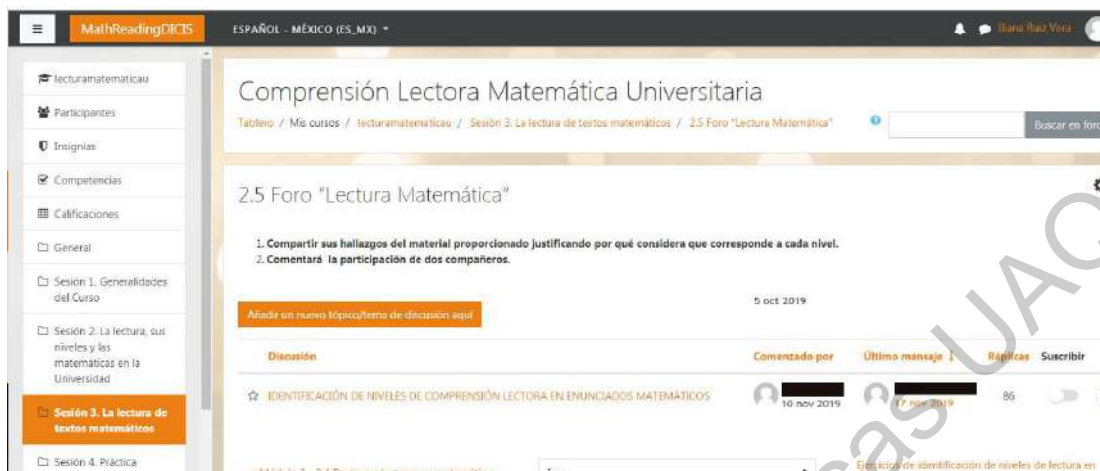 MathReadingDICIS
ESPAÑOL - MÉXICO (ES_MX)
Iliana Ruiz Vera
lecturamatematicau
Participantes
Insignias
Competencias
Calificaciones
General
Sesión 1. Generalidades
del Curso
Sesión 2. La lectura, sus
niveles y las
matemáticas en la
Universidad
Sesión 3. La lectura de
textos matemáticos
Sesión 4. Práctica
Comprensión Lectora Matemática Universitaria
Tablero / Mis cursos / lecturamatematicau / Sesión 3. La lectura de textos matemáticos / 2.5 Foro "Lectura Matemática"
Buscar en foro
2.5 Foro "Lectura Matemática"
1. Compartir sus hallazgos del material proporcionado justificando por qué considera que corresponde a cada nivel.
2. Comentará la participación de dos compañeros.
5 oct 2019
Añadir un nuevo tópico/tema de discusión aquí
Discusión Comenzado por Último mensaje ↓ Réplicas Suscribir
IDENTIFICACIÓN DE NIVELES DE COMPRENSIÓN LECTORA EN ENUNCIADOS MATEMÁTICOS 10 nov 2019 17 nov 2019 86
Ejercicios de identificación de niveles de lectura en
cas UAQ